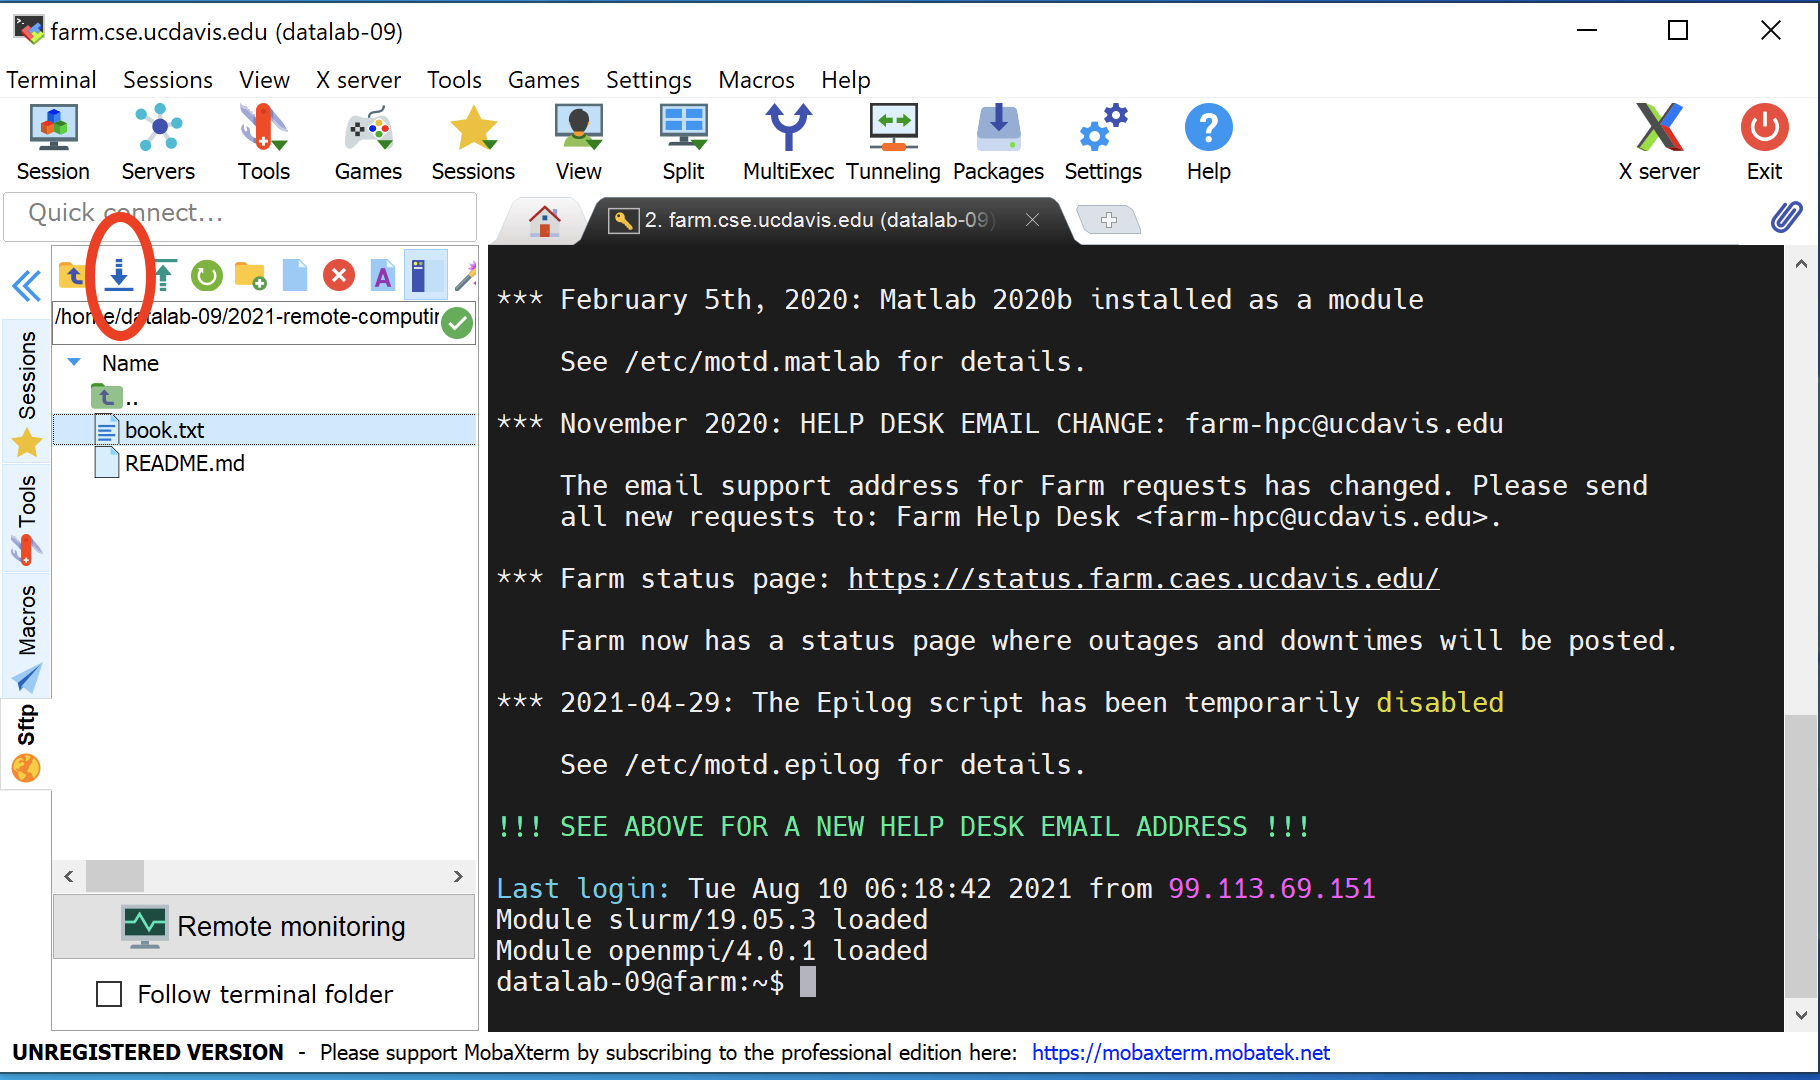 farm.cse.ucdavis.edu (datalab-09)
Terminal Sessions View X server Tools Games Settings Macros Help
Session Servers Tools Games Sessions View Split MultiExec Tunneling Packages Settings Help X server Exit
Quick connect...
2. farm.cse.ucdavis.edu (datalab-09)
/home/datalab-09/2021-remote-computin
Name
..
book.txt
README.md
Sessions
Tools
Macros
Sftp
Remote monitoring
Follow terminal folder
*** February 5th, 2020: Matlab 2020b installed as a module
See /etc/motd.matlab for details.
*** November 2020: HELP DESK EMAIL CHANGE: farm-hpc@ucdavis.edu
The email support address for Farm requests has changed. Please send
all new requests to: Farm Help Desk <farm-hpc@ucdavis.edu>.
*** Farm status page: https://status.farm.caes.ucdavis.edu/
Farm now has a status page where outages and downtimes will be posted.
*** 2021-04-29: The Epilog script has been temporarily disabled
See /etc/motd.epilog for details.
!!! SEE ABOVE FOR A NEW HELP DESK EMAIL ADDRESS !!!
Last login: Tue Aug 10 06:18:42 2021 from 99.113.69.151
Module slurm/19.05.3 loaded
Module openmpi/4.0.1 loaded
datalab-09@farm:~$
UNREGISTERED VERSION - Please support MobaXterm by subscribing to the professional edition here: https://mobaxterm.mobatek.net